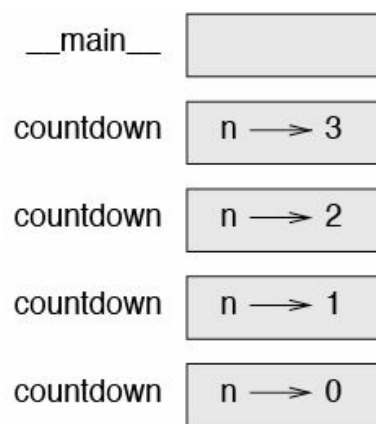 __main__
countdown n → 3
countdown n → 2
countdown n → 1
countdown n → 0